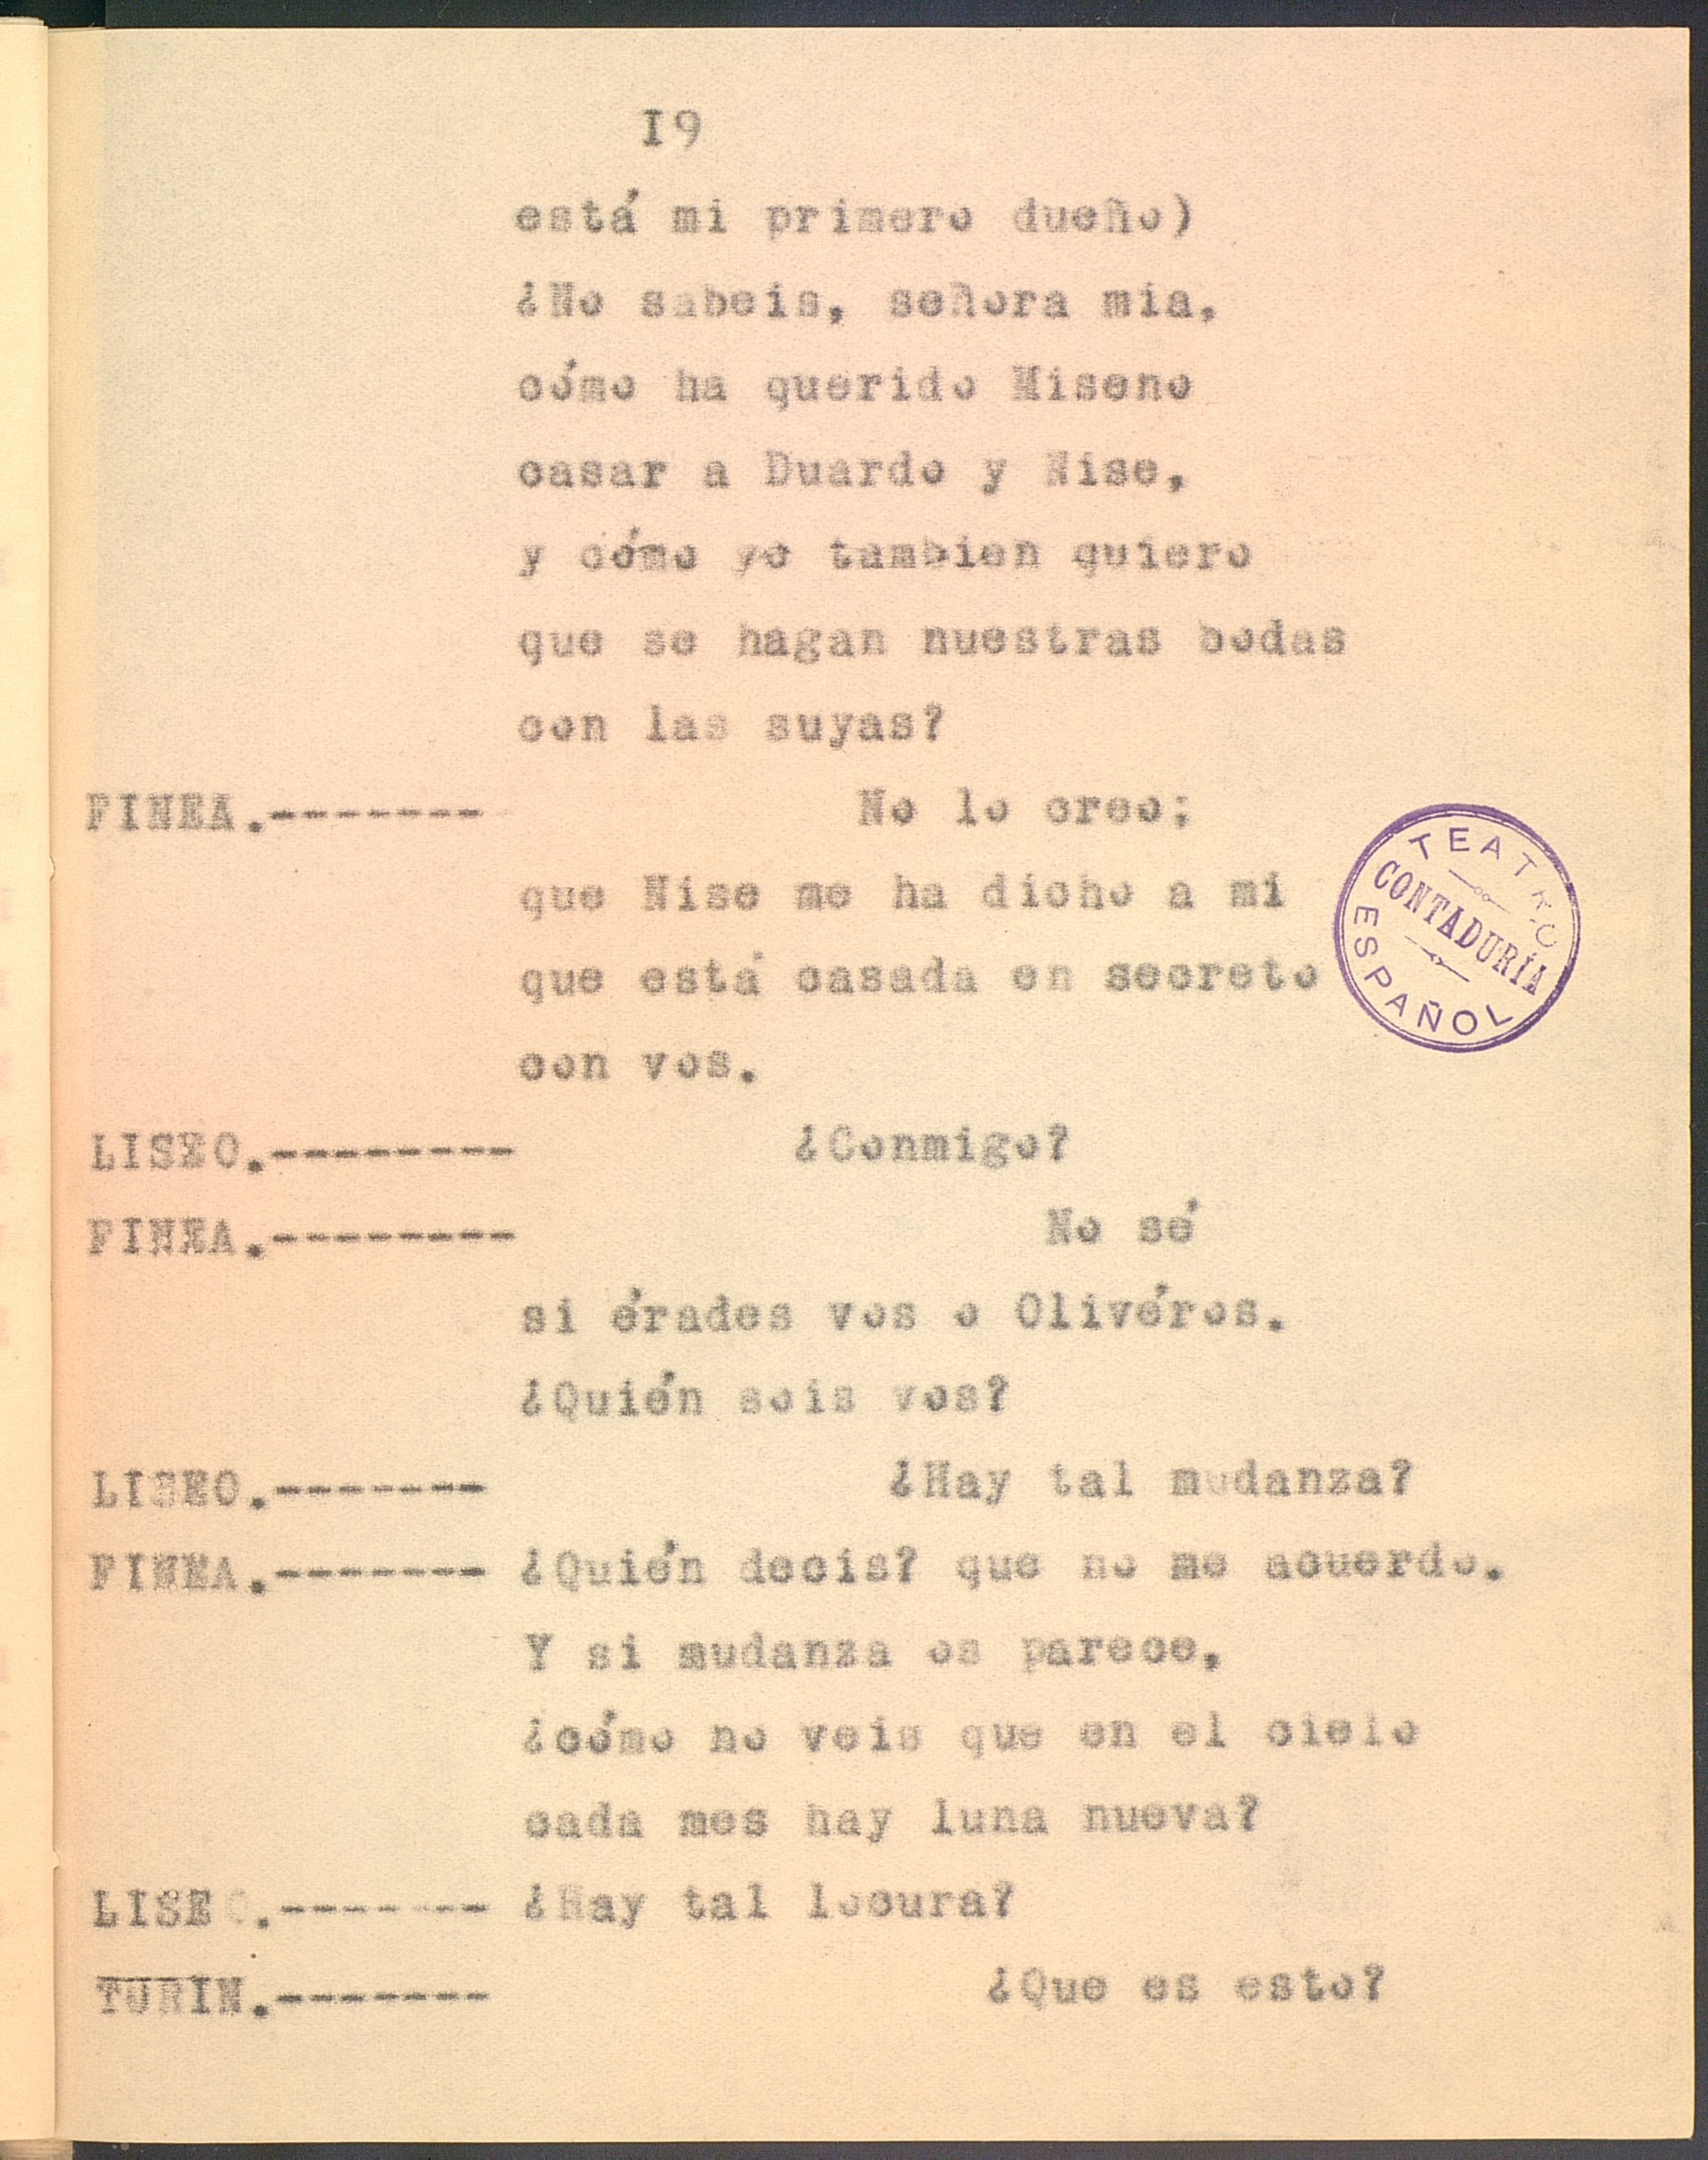 I9
está mi primero dueño)
¿No sabeis, señora mia,
cómo ha querido Miseno
casar a Duardo y Nise,
y cómo yo tambien quiero
que se hagan nuestras bodas
con las suyas?
FINEA.------- No lo creo;
que Nise me ha dicho a mi
que está casada en secreto
con vos.
LISEO.-------- ¿Conmigo?
FINEA.-------- No sé
si érades vos o Olivéros.
¿Quién sois vos?
LISEO.------- ¿Hay tal mudanza?
FINEA.------- ¿Quién decis? que no me acuerdo.
Y si mudanza os parece,
¿cómo no veis que en el cielo
cada mes hay luna nueva?
LISEO.------- ¿Hay tal locura?
TURIN.------- ¿Que es esto?
TEATRO
CONTADURÍA
ESPAÑOL